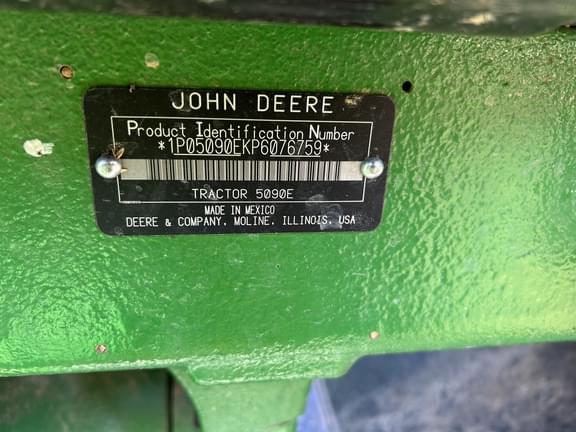 JOHN DEERE
Product Identification Number
*1P05090EKP6076759*
TRACTOR 5090E
MADE IN MEXICO
DEERE & COMPANY, MOLINE, ILLINOIS, USA